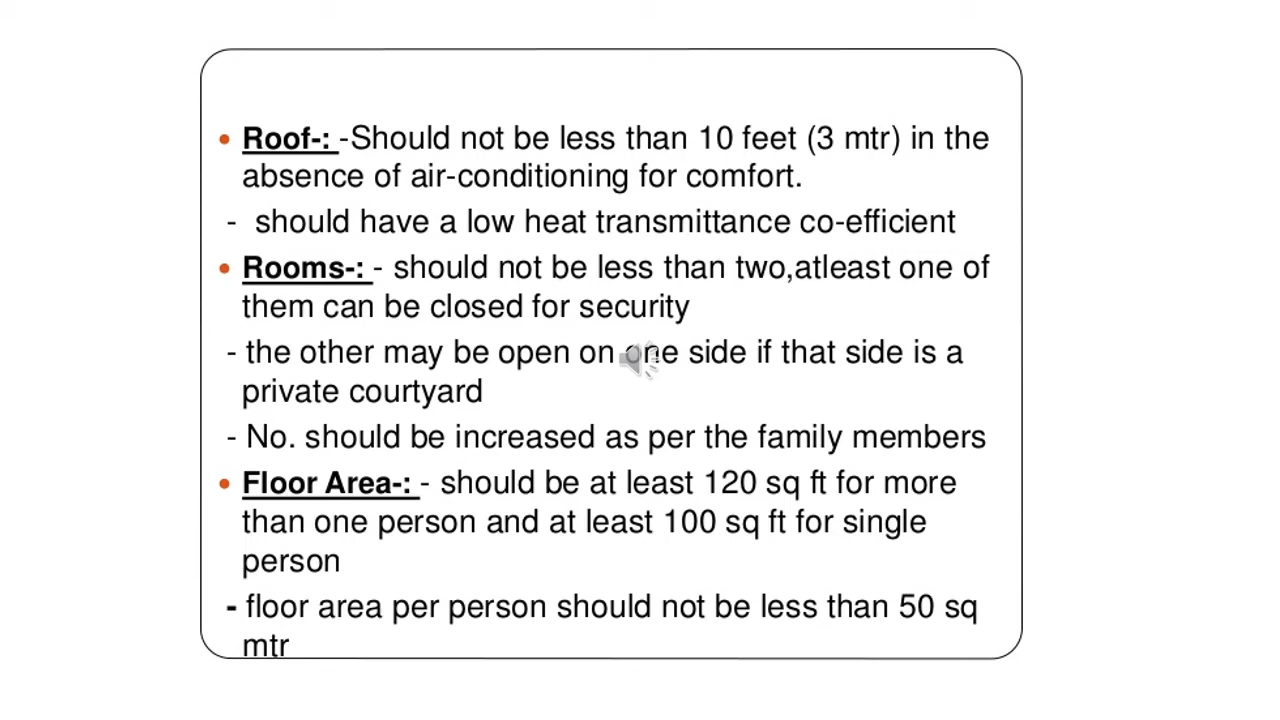 Roof-: -Should not be less than 10 feet (3 mtr) in the
absence of air-conditioning for comfort.
- should have a low heat transmittance co-efficient
Rooms-: - should not be less than two,atleast one of
them can be closed for security
- the other may be open on one side if that side is a
private courtyard
- No. should be increased as per the family members
Floor Area-: - should be at least 120 sq ft for more
than one person and at least 100 sq ft for single
person
- floor area per person should not be less than 50 sq
mtr